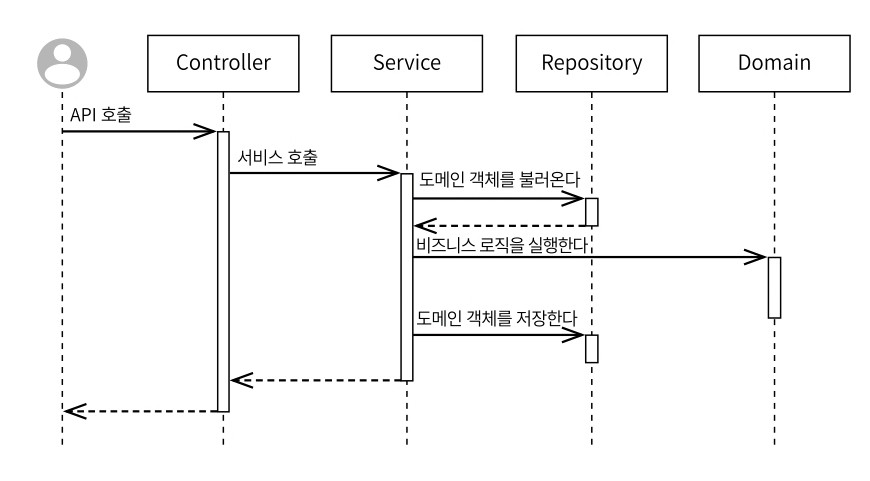 Controller
Service
Repository
Domain
API 호출
서비스 호출
도메인 객체를 불러온다
비즈니스 로직을 실행한다
도메인 객체를 저장한다